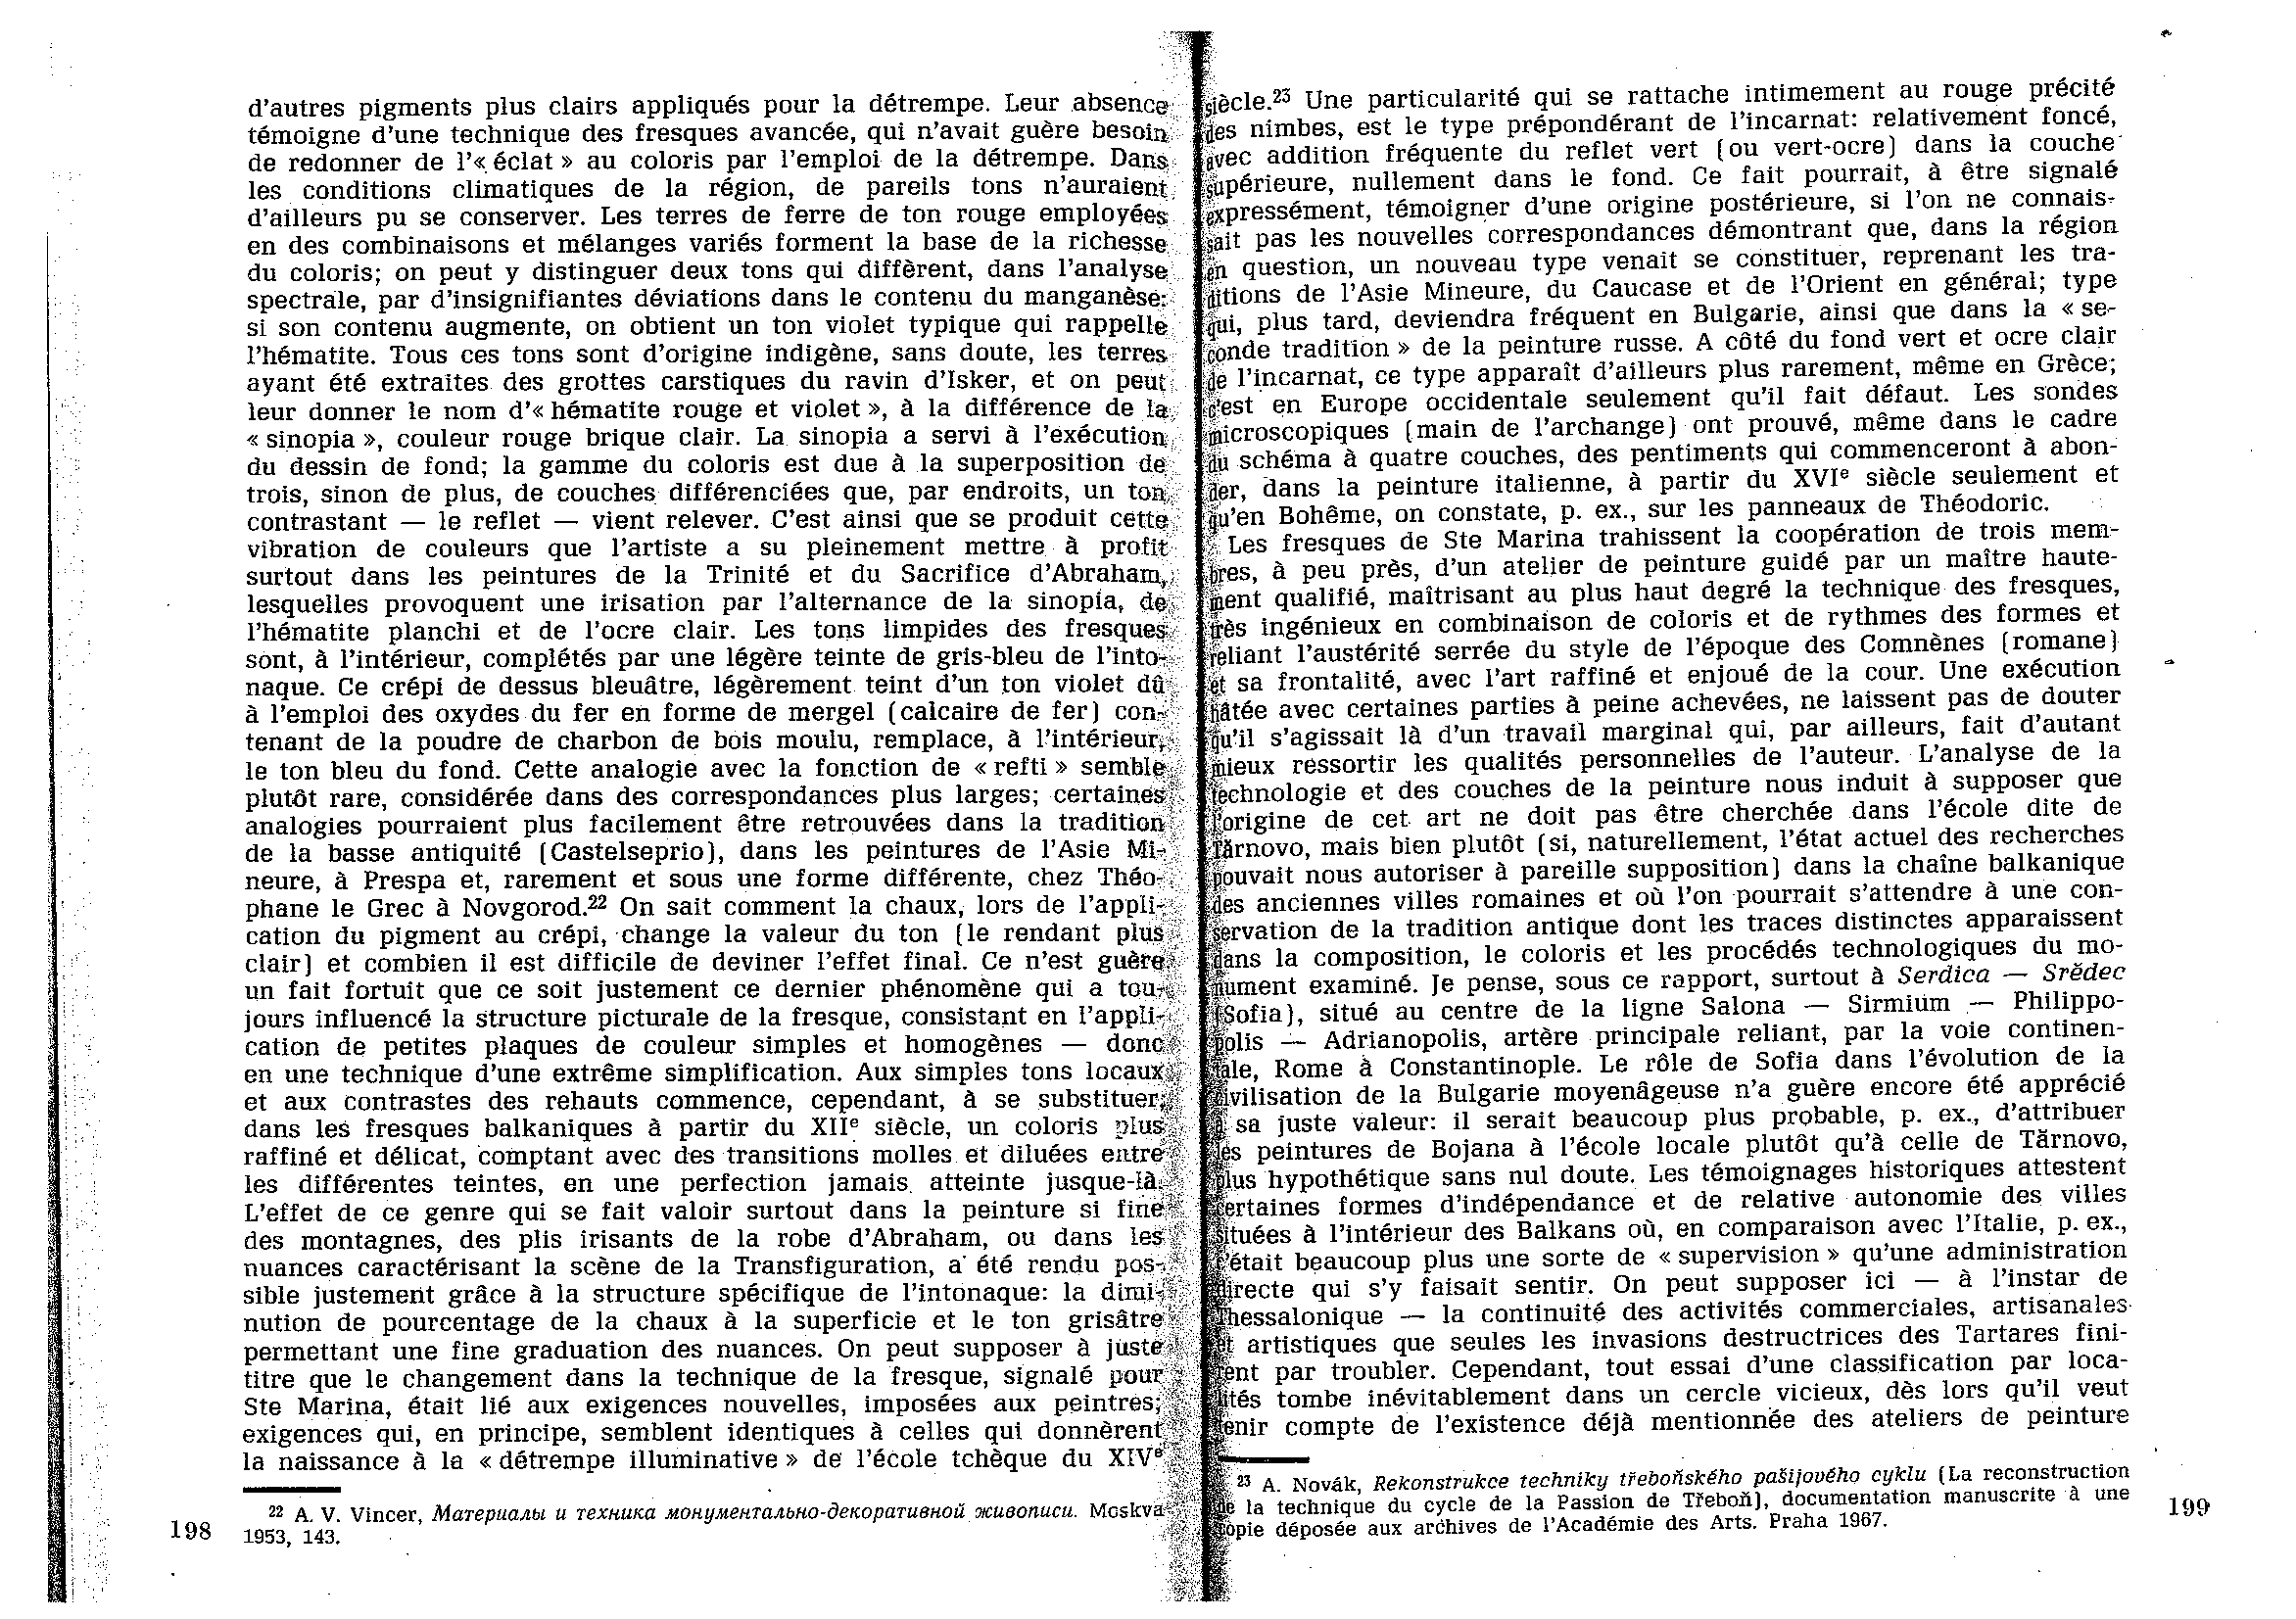 d'autres pigments plus clairs appliqués pour la détrempe. Leur absence
témoigne d'une technique des fresques avancée, qui n'avait guère besoin
de redonner de l'« éclat » au coloris par l'emploi de la détrempe. Dans
les conditions climatiques de la région, de pareils tons n'auraient
d'ailleurs pu se conserver. Les terres de ferre de ton rouge employées
en des combinaisons et mélanges variés forment la base de la richesse
du coloris; on peut y distinguer deux tons qui diffèrent, dans l'analyse
spectrale, par d'insignifiantes déviations dans le contenu du manganèse:
si son contenu augmente, on obtient un ton violet typique qui rappelle
l'hématite. Tous ces tons sont d'origine indigène, sans doute, les terres
ayant été extraites des grottes carstiques du ravin d'Isker, et on peut
leur donner le nom d'« hématite rouge et violet », à la différence de la
« sinopia », couleur rouge brique clair. La sinopia a servi à l'exécution
du dessin de fond; la gamme du coloris est due à la superposition de
trois, sinon de plus, de couches différenciées que, par endroits, un ton
contrastant — le reflet — vient relever. C'est ainsi que se produit cette
vibration de couleurs que l'artiste a su pleinement mettre à profit
surtout dans les peintures de la Trinité et du Sacrifice d'Abraham,
lesquelles provoquent une irisation par l'alternance de la sinopia, de
l'hématite planchi et de l'ocre clair. Les tons limpides des fresques
sont, à l'intérieur, complétés par une légère teinte de gris-bleu de l'into-
naque. Ce crépi de dessus bleuâtre, légèrement teint d'un ton violet dû
à l'emploi des oxydes du fer en forme de mergel (calcaire de fer) con-
tenant de la poudre de charbon de bois moulu, remplace, à l'intérieur,
le ton bleu du fond. Cette analogie avec la fonction de « refti » semble
plutôt rare, considérée dans des correspondances plus larges; certaines
analogies pourraient plus facilement être retrouvées dans la tradition
de la basse antiquité (Castelseprio), dans les peintures de l'Asie Mi-
neure, à Prespa et, rarement et sous une forme différente, chez Théo-
phane le Grec à Novgorod.²² On sait comment la chaux, lors de l'appli-
cation du pigment au crépi, change la valeur du ton (le rendant plus
clair) et combien il est difficile de deviner l'effet final. Ce n'est guère
un fait fortuit que ce soit justement ce dernier phénomène qui a tou-
jours influencé la structure picturale de la fresque, consistant en l'appli-
cation de petites plaques de couleur simples et homogènes — donc
en une technique d'une extrême simplification. Aux simples tons locaux
et aux contrastes des rehauts commence, cependant, à se substituer,
dans les fresques balkaniques à partir du XIIᵉ siècle, un coloris plus
raffiné et délicat, comptant avec des transitions molles et diluées entre
les différentes teintes, en une perfection jamais atteinte jusque-là.
L'effet de ce genre qui se fait valoir surtout dans la peinture si fine
des montagnes, des plis irisants de la robe d'Abraham, ou dans les
nuances caractérisant la scène de la Transfiguration, a été rendu pos-
sible justement grâce à la structure spécifique de l'intonaque: la dimi-
nution de pourcentage de la chaux à la superficie et le ton grisâtre
permettant une fine graduation des nuances. On peut supposer à juste
titre que le changement dans la technique de la fresque, signalé pour
Ste Marina, était lié aux exigences nouvelles, imposées aux peintres;
exigences qui, en principe, semblent identiques à celles qui donnèrent
la naissance à la « détrempe illuminative » de l'école tchèque du XIVᵉ
²² A. V. Vincer, Материалы и техника монументально-декоративной живописи. Moskva
1953, 143.
198
siècle.²³ Une particularité qui se rattache intimement au rouge précité
des nimbes, est le type prépondérant de l'incarnat: relativement foncé,
avec addition fréquente du reflet vert (ou vert-ocre) dans la couche
supérieure, nullement dans le fond. Ce fait pourrait, à être signalé
expressément, témoigner d'une origine postérieure, si l'on ne connais-
sait pas les nouvelles correspondances démontrant que, dans la région
en question, un nouveau type venait se constituer, reprenant les tra-
ditions de l'Asie Mineure, du Caucase et de l'Orient en général; type
qui, plus tard, deviendra fréquent en Bulgarie, ainsi que dans la « se-
conde tradition » de la peinture russe. A côté du fond vert et ocre clair
de l'incarnat, ce type apparaît d'ailleurs plus rarement, même en Grèce;
c'est en Europe occidentale seulement qu'il fait défaut. Les sondes
microscopiques (main de l'archange) ont prouvé, même dans le cadre
du schéma à quatre couches, des pentiments qui commenceront à abon-
der, dans la peinture italienne, à partir du XVIᵉ siècle seulement et
qu'en Bohême, on constate, p. ex., sur les panneaux de Théodoric.
Les fresques de Ste Marina trahissent la coopération de trois mem-
bres, à peu près, d'un atelier de peinture guidé par un maître haute-
ment qualifié, maîtrisant au plus haut degré la technique des fresques,
très ingénieux en combinaison de coloris et de rythmes des formes et
reliant l'austérité serrée du style de l'époque des Comnènes (romane)
et sa frontalité, avec l'art raffiné et enjoué de la cour. Une exécution
hâtée avec certaines parties à peine achevées, ne laissent pas de douter
qu'il s'agissait là d'un travail marginal qui, par ailleurs, fait d'autant
mieux ressortir les qualités personnelles de l'auteur. L'analyse de la
technologie et des couches de la peinture nous induit à supposer que
l'origine de cet art ne doit pas être cherchée dans l'école dite de
Tărnovo, mais bien plutôt (si, naturellement, l'état actuel des recherches
pouvait nous autoriser à pareille supposition) dans la chaîne balkanique
des anciennes villes romaines et où l'on pourrait s'attendre à une con-
servation de la tradition antique dont les traces distinctes apparaissent
dans la composition, le coloris et les procédés technologiques du mo-
nument examiné. Je pense, sous ce rapport, surtout à Serdica — Srĕdec
(Sofia), situé au centre de la ligne Salona — Sirmium — Philippo-
polis — Adrianopolis, artère principale reliant, par la voie continen-
tale, Rome à Constantinople. Le rôle de Sofia dans l'évolution de la
civilisation de la Bulgarie moyenâgeuse n'a guère encore été apprécié
à sa juste valeur: il serait beaucoup plus probable, p. ex., d'attribuer
les peintures de Bojana à l'école locale plutôt qu'à celle de Tărnovo,
plus hypothétique sans nul doute. Les témoignages historiques attestent
certaines formes d'indépendance et de relative autonomie des villes
situées à l'intérieur des Balkans où, en comparaison avec l'Italie, p. ex.,
c'était beaucoup plus une sorte de « supervision » qu'une administration
directe qui s'y faisait sentir. On peut supposer ici — à l'instar de
Thessalonique — la continuité des activités commerciales, artisanales
et artistiques que seules les invasions destructrices des Tartares fini-
rent par troubler. Cependant, tout essai d'une classification par loca-
lités tombe inévitablement dans un cercle vicieux, dès lors qu'il veut
tenir compte de l'existence déjà mentionnée des ateliers de peinture
²³ A. Novák, Rekonstrukce techniky třeboňského pašijového cyklu (La reconstruction
de la technique du cycle de la Passion de Třeboň), documentation manuscrite à une
copie déposée aux archives de l'Académie des Arts. Praha 1967.
199